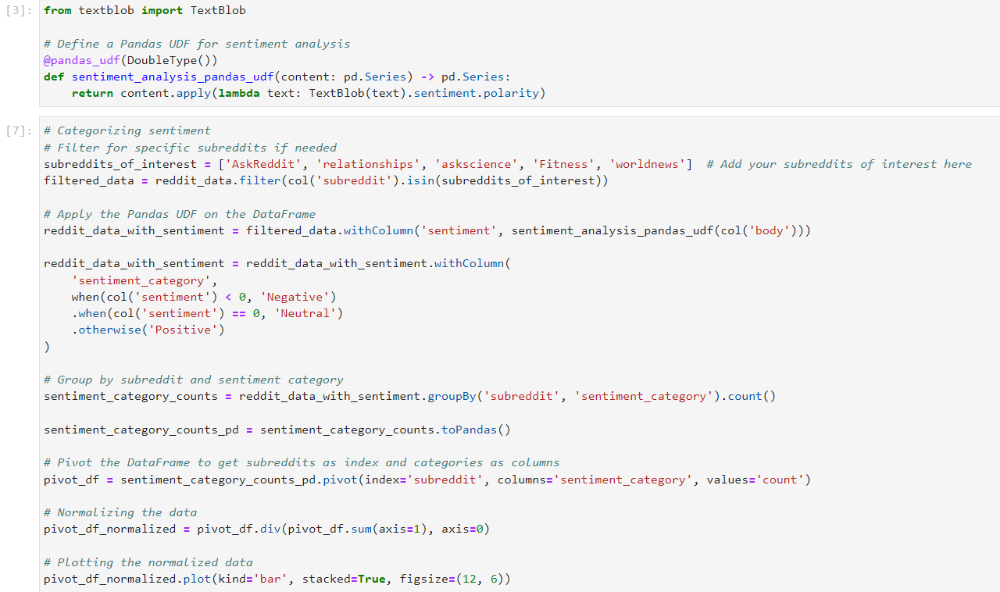 [3]: from textblob import TextBlob
# Define a Pandas UDF for sentiment analysis
@pandas_udf(DoubleType())
def sentiment_analysis_pandas_udf(content: pd.Series) -> pd.Series:
    return content.apply(lambda text: TextBlob(text).sentiment.polarity)
[7]: # Categorizing sentiment
# Filter for specific subreddits if needed
subreddits_of_interest = ['AskReddit', 'relationships', 'askscience', 'Fitness', 'worldnews']  # Add your subreddits of interest here
filtered_data = reddit_data.filter(col('subreddit').isin(subreddits_of_interest))
# Apply the Pandas UDF on the DataFrame
reddit_data_with_sentiment = filtered_data.withColumn('sentiment', sentiment_analysis_pandas_udf(col('body')))
reddit_data_with_sentiment = reddit_data_with_sentiment.withColumn(
    'sentiment_category',
    when(col('sentiment') < 0, 'Negative')
    .when(col('sentiment') == 0, 'Neutral')
    .otherwise('Positive')
)
# Group by subreddit and sentiment category
sentiment_category_counts = reddit_data_with_sentiment.groupBy('subreddit', 'sentiment_category').count()
sentiment_category_counts_pd = sentiment_category_counts.toPandas()
# Pivot the DataFrame to get subreddits as index and categories as columns
pivot_df = sentiment_category_counts_pd.pivot(index='subreddit', columns='sentiment_category', values='count')
# Normalizing the data
pivot_df_normalized = pivot_df.div(pivot_df.sum(axis=1), axis=0)
# Plotting the normalized data
pivot_df_normalized.plot(kind='bar', stacked=True, figsize=(12, 6))